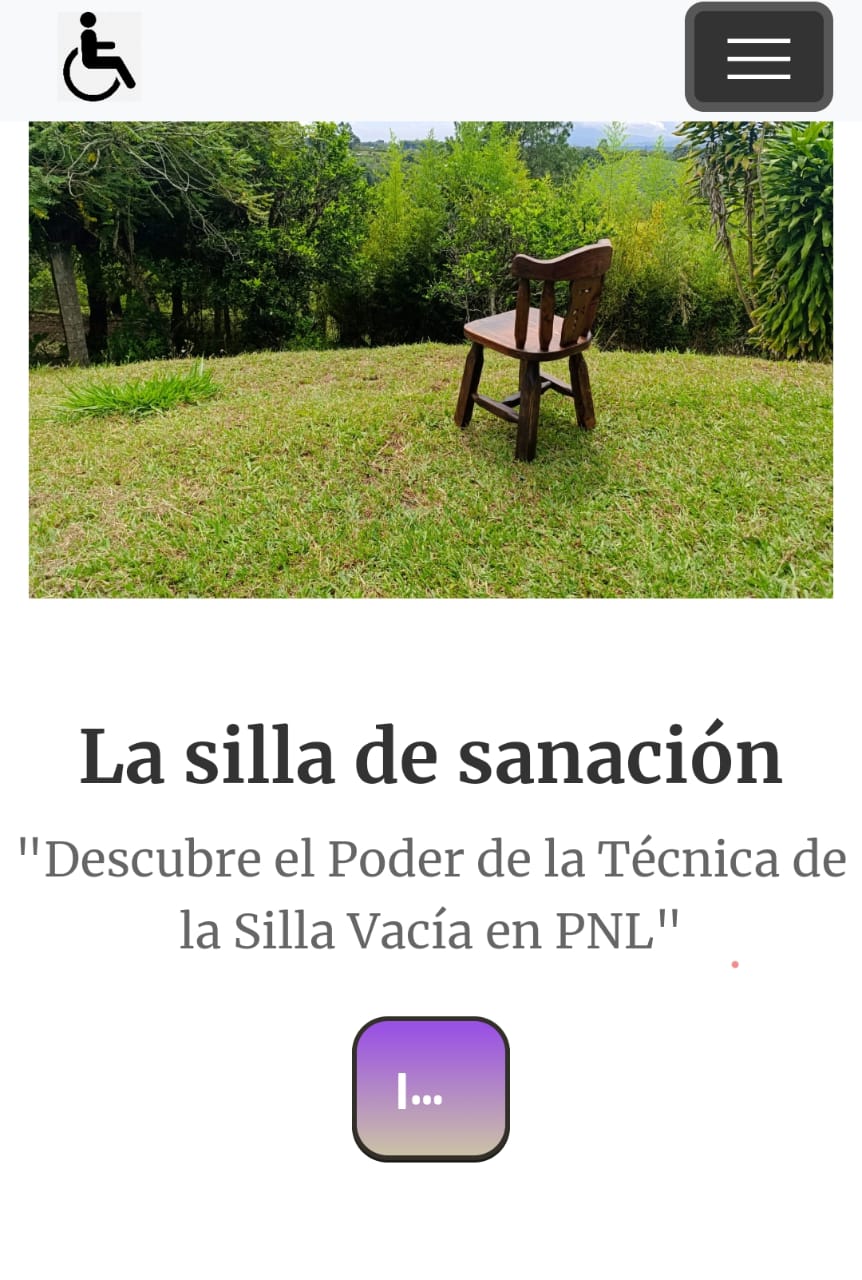 La silla de sanación
"Descubre el Poder de la Técnica de
la Silla Vacía en PNL"
I...